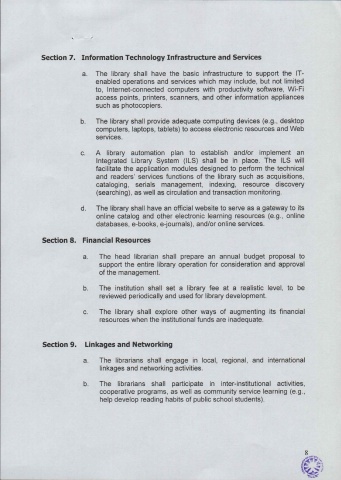 Section 7. Information Technology Infrastructure and Services
a. The library shall have the basic infrastructure to support the IT-
enabled operations and services which may include, but not limited
to, Internet-connected computers with productivity software, Wi-Fi
access points, printers, scanners, and other information appliances
such as photocopiers.
b. The library shall provide adequate computing devices (e.g., desktop
computers, laptops, tablets) to access electronic resources and Web
services.
c. A library automation plan to establish and/or implement an
Integrated Library System (ILS) shall be in place. The ILS will
facilitate the application modules designed to perform the technical
and readers' services functions of the library such as acquisitions,
cataloging, serials management, indexing, resource discovery
(searching), as well as circulation and transaction monitoring.
d. The library shall have an official website to serve as a gateway to its
online catalog and other electronic learning resources (e.g., online
databases, e-books, e-journals), and/or online services.
Section 8. Financial Resources
a. The head librarian shall prepare an annual budget proposal to
support the entire library operation for consideration and approval
of the management.
b. The institution shall set a library fee at a realistic level, to be
reviewed periodically and used for library development.
c. The library shall explore other ways of augmenting its financial
resources when the institutional funds are inadequate.
Section 9. Linkages and Networking
a. The librarians shall engage in local, regional, and international
linkages and networking activities.
b. The librarians shall participate in inter-institutional activities,
cooperative programs, as well as community service learning (e.g.,
help develop reading habits of public school students).
8